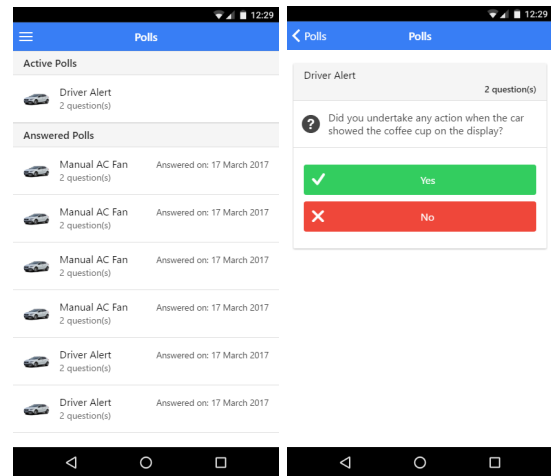 12:29
Polls
Active Polls
Driver Alert
2 question(s)
Answered Polls
Manual AC Fan Answered on: 17 March 2017
2 question(s)
Manual AC Fan Answered on: 17 March 2017
2 question(s)
Manual AC Fan Answered on: 17 March 2017
2 question(s)
Manual AC Fan Answered on: 17 March 2017
2 question(s)
Driver Alert Answered on: 17 March 2017
2 question(s)
Driver Alert Answered on: 17 March 2017
2 question(s)
12:29
Polls Polls
Driver Alert
2 question(s)
Did you undertake any action when the car
showed the coffee cup on the display?
Yes
No